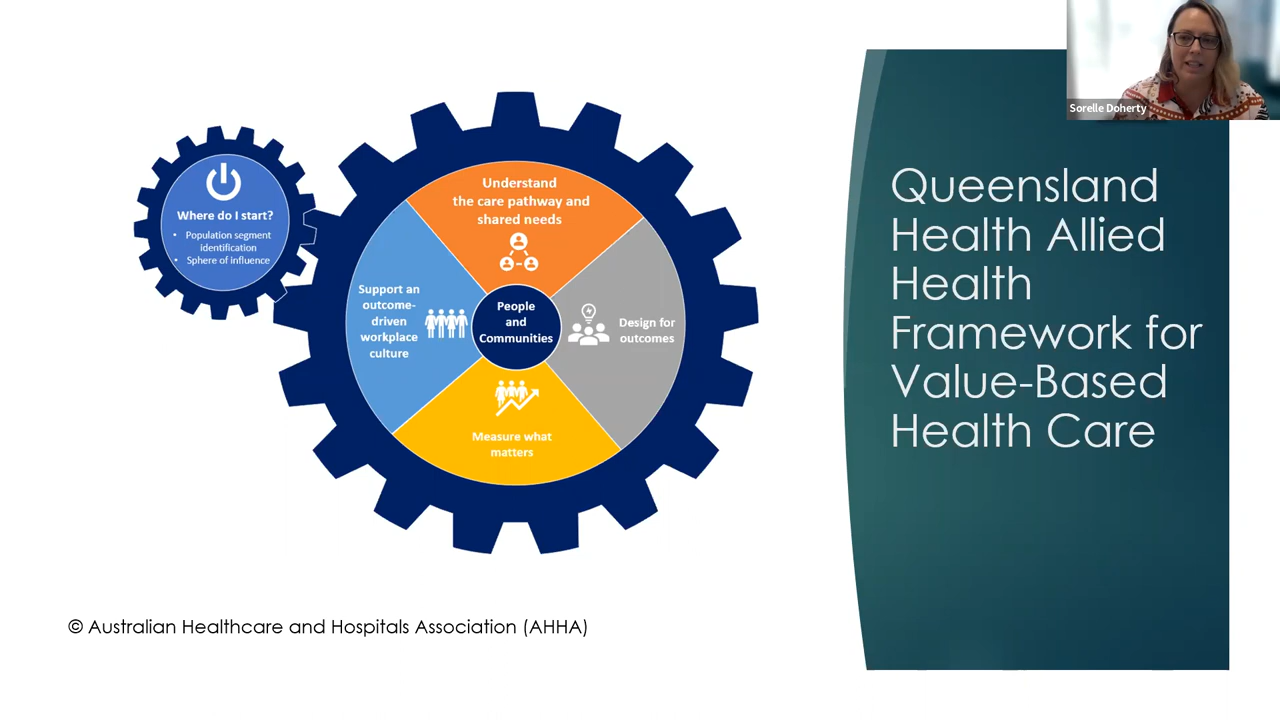 Sorelle Doherty
Queensland
Health Allied
Health
Framework for
Value-Based
Health Care
Where do I start?
• Population segment
identification
• Sphere of influence
Understand
the care pathway and
shared needs
Support an
outcome-
driven
workplace
culture
People
and
Communities
Design for
outcomes
Measure what
matters
© Australian Healthcare and Hospitals Association (AHHA)